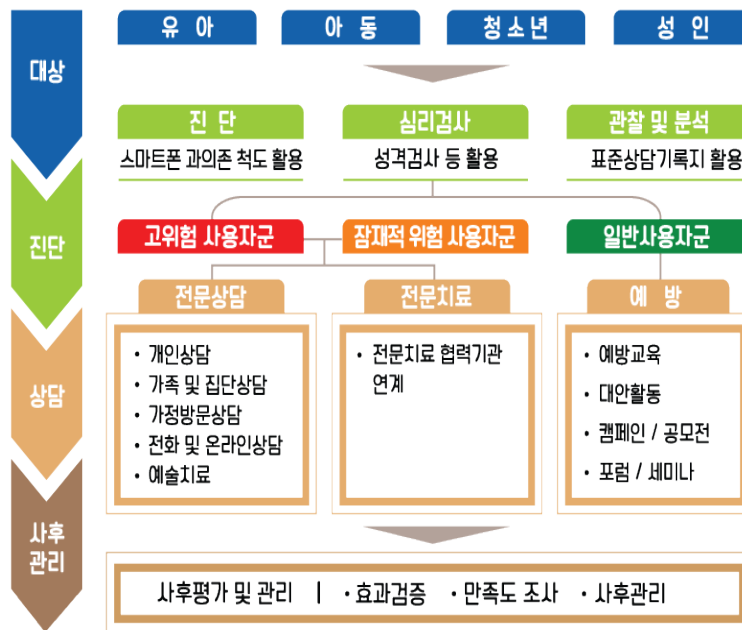 대상
유 아
아 동
청 소 년
성 인
진 단
심리검사
관찰 및 분석
스마트폰 과의존 척도 활용
성격검사 등 활용
표준상담기록지 활용
진단
고위험 사용자군
잠재적 위험 사용자군
일반사용자군
상담
전문상담
전문치료
예 방
• 개인상담
• 가족 및 집단상담
• 가정방문상담
• 전화 및 온라인상담
• 예술치료
• 전문치료 협력기관
연계
• 예방교육
• 대안활동
• 캠페인 / 공모전
• 포럼 / 세미나
사후
관리
사후평가 및 관리 | • 효과검증 • 만족도 조사 • 사후관리